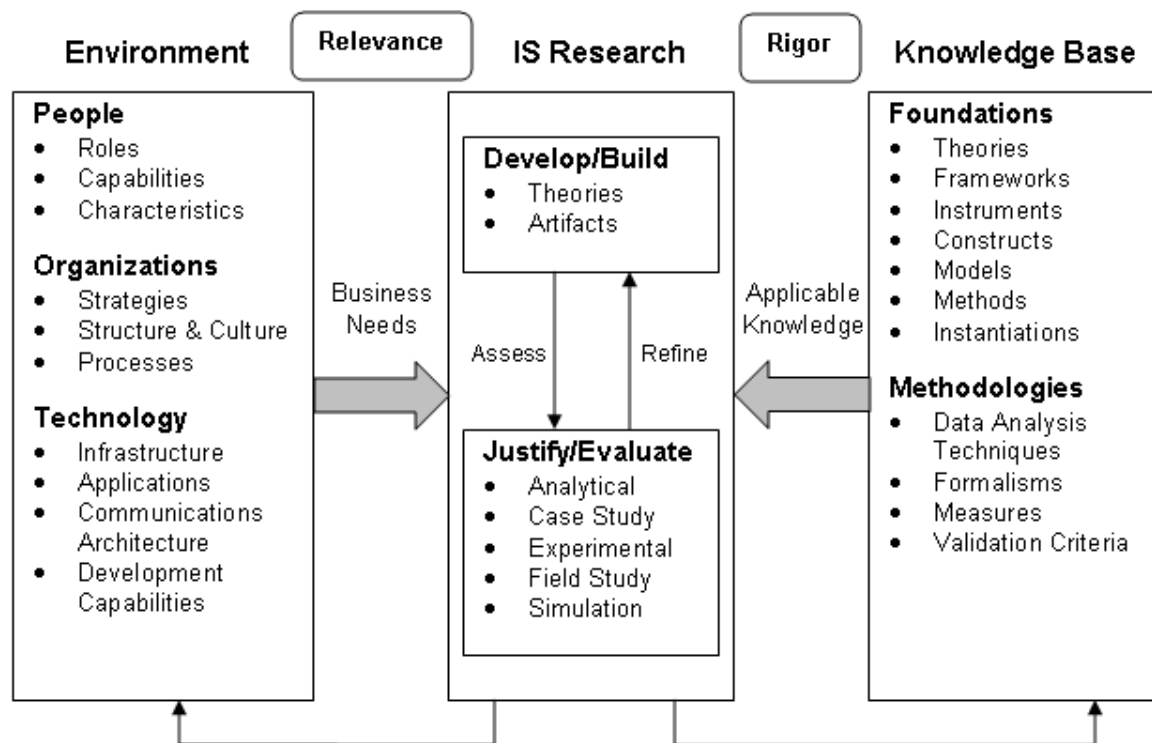 Relevance
Rigor
Environment
IS Research
Knowledge Base
People
• Roles
• Capabilities
• Characteristics
Organizations
• Strategies
• Structure & Culture
• Processes
Technology
• Infrastructure
• Applications
• Communications
Architecture
• Development
Capabilities
Business
Needs
Develop/Build
• Theories
• Artifacts
Assess
Refine
Justify/Evaluate
• Analytical
• Case Study
• Experimental
• Field Study
• Simulation
Applicable
Knowledge
Foundations
• Theories
• Frameworks
• Instruments
• Constructs
• Models
• Methods
• Instantiations
Methodologies
• Data Analysis
Techniques
• Formalisms
• Measures
• Validation Criteria